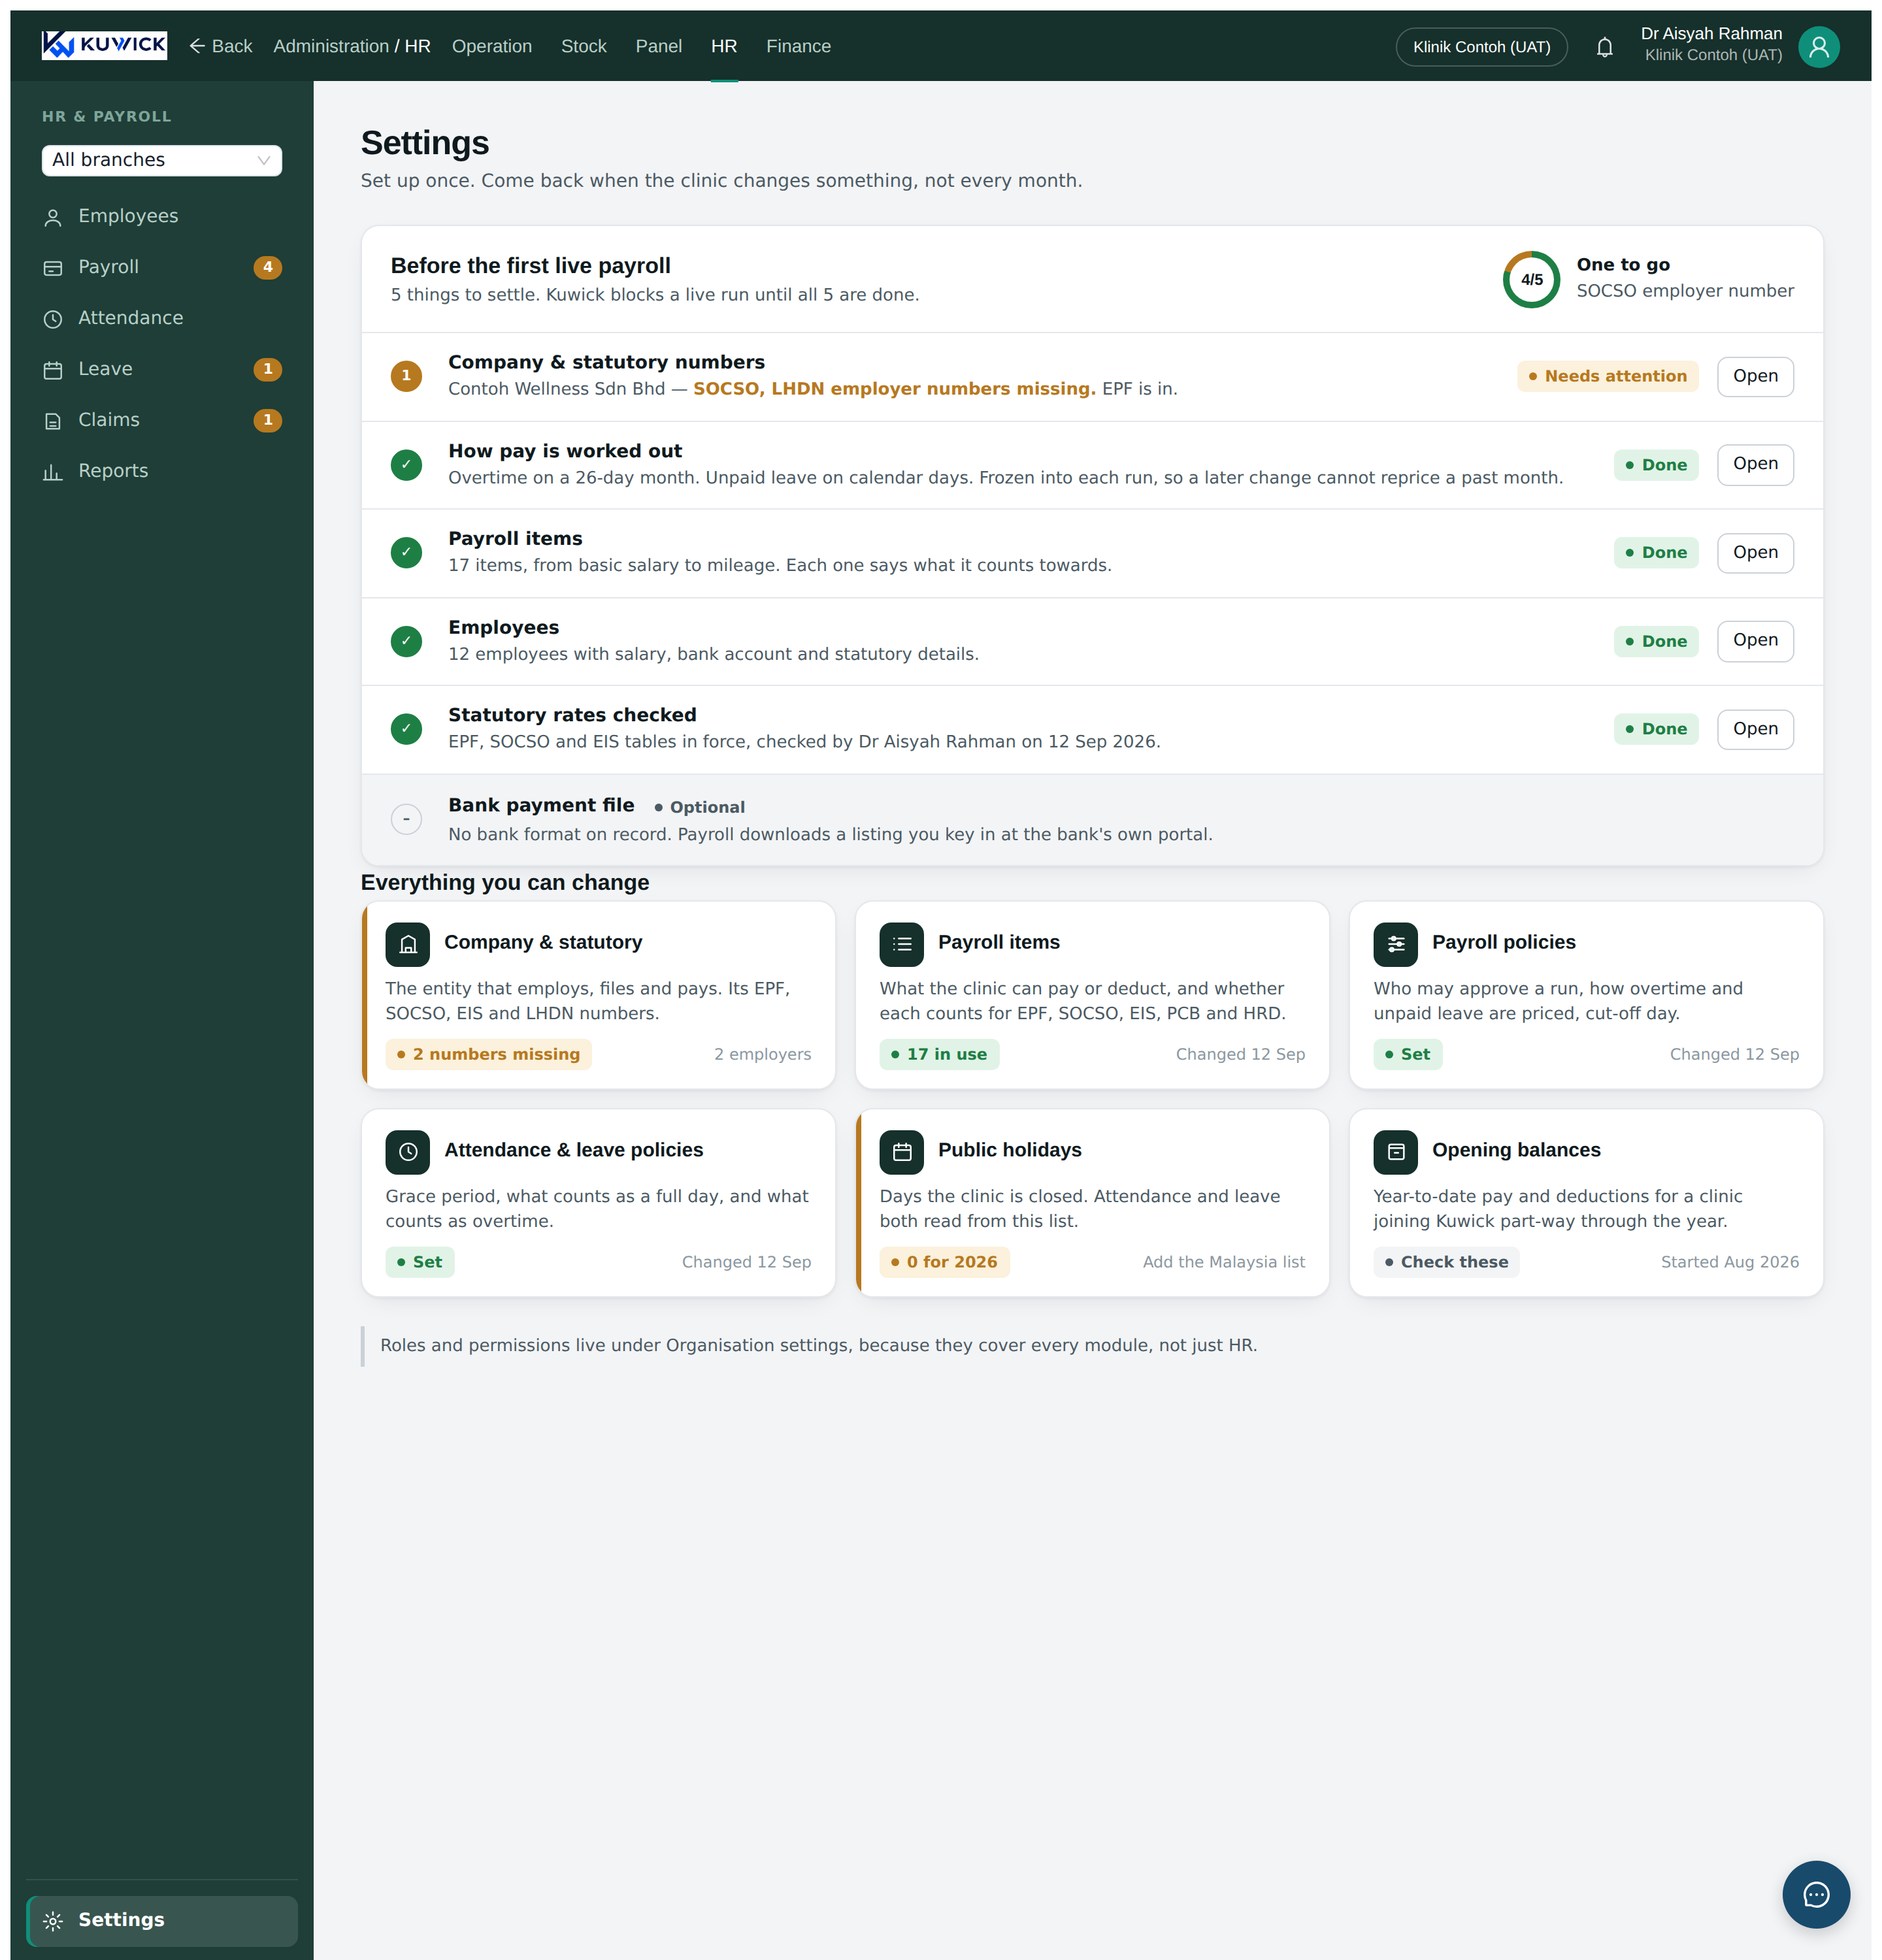 KUWICK
Back
Administration / HR
Operation
Stock
Panel
HR
Finance
Klinik Contoh (UAT)
Dr Aisyah Rahman
Klinik Contoh (UAT)
HR & PAYROLL
All branches
Employees
Payroll
4
Attendance
Leave
1
Claims
1
Reports
Settings
Settings
Set up once. Come back when the clinic changes something, not every month.
Before the first live payroll
5 things to settle. Kuwick blocks a live run until all 5 are done.
4/5
One to go
SOCSO employer number
1
Company & statutory numbers
Contoh Wellness Sdn Bhd — SOCSO, LHDN employer numbers missing. EPF is in.
Needs attention
Open
How pay is worked out
Overtime on a 26-day month. Unpaid leave on calendar days. Frozen into each run, so a later change cannot reprice a past month.
Done
Open
Payroll items
17 items, from basic salary to mileage. Each one says what it counts towards.
Done
Open
Employees
12 employees with salary, bank account and statutory details.
Done
Open
Statutory rates checked
EPF, SOCSO and EIS tables in force, checked by Dr Aisyah Rahman on 12 Sep 2026.
Done
Open
–
Bank payment file
Optional
No bank format on record. Payroll downloads a listing you key in at the bank's own portal.
Everything you can change
Company & statutory
The entity that employs, files and pays. Its EPF,
SOCSO, EIS and LHDN numbers.
2 numbers missing
2 employers
Payroll items
What the clinic can pay or deduct, and whether
each counts for EPF, SOCSO, EIS, PCB and HRD.
17 in use
Changed 12 Sep
Payroll policies
Who may approve a run, how overtime and
unpaid leave are priced, cut-off day.
Set
Changed 12 Sep
Attendance & leave policies
Grace period, what counts as a full day, and what
counts as overtime.
Set
Changed 12 Sep
Public holidays
Days the clinic is closed. Attendance and leave
both read from this list.
0 for 2026
Add the Malaysia list
Opening balances
Year-to-date pay and deductions for a clinic
joining Kuwick part-way through the year.
Check these
Started Aug 2026
Roles and permissions live under Organisation settings, because they cover every module, not just HR.